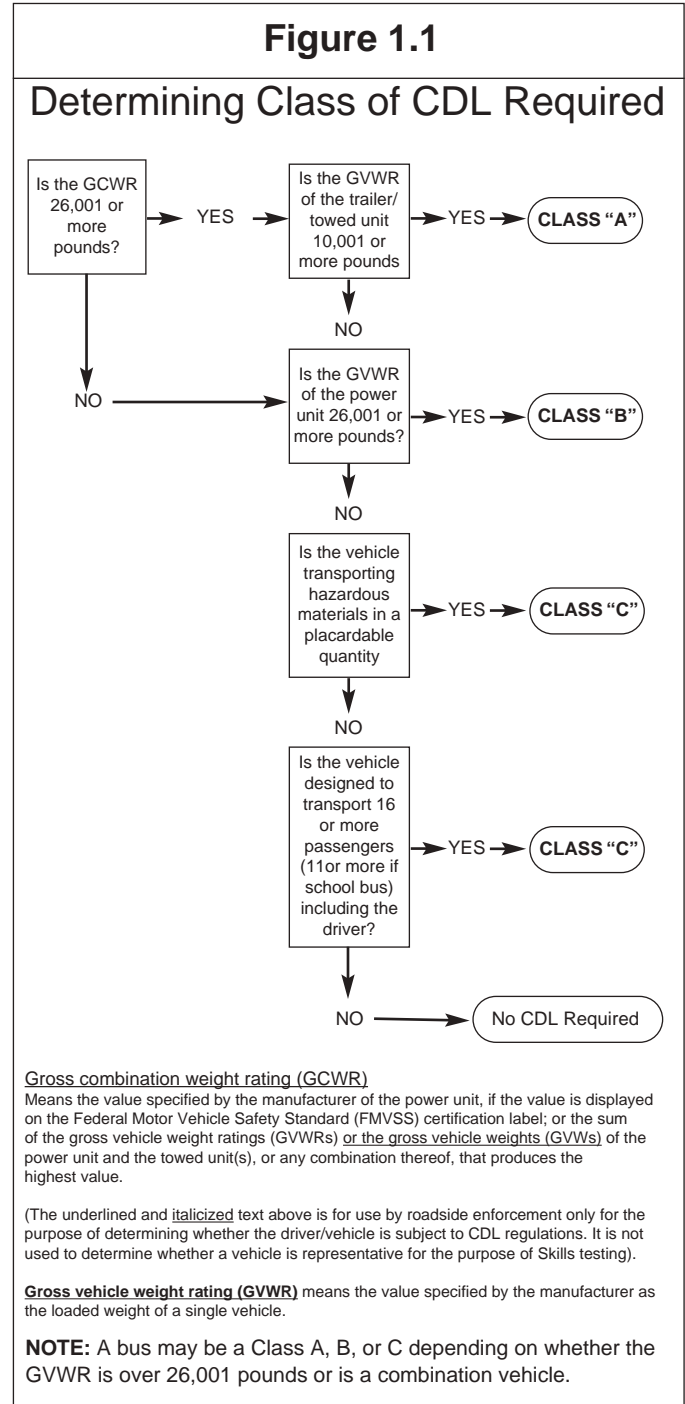 Figure 1.1
Determining Class of CDL Required
Is the GCWR
26,001 or
more
pounds?
YES
Is the GVWR
of the trailer/
towed unit
10,001 or
more pounds
YES
CLASS “A”
NO
NO
Is the GVWR
of the power
unit 26,001 or
more pounds?
YES
CLASS “B”
NO
Is the vehicle
transporting
hazardous
materials in a
placardable
quantity
YES
CLASS “C”
NO
Is the vehicle
designed to
transport 16
or more
passengers
(11or more if
school bus)
including the
driver?
YES
CLASS “C”
NO
No CDL Required
Gross combination weight rating (GCWR)
Means the value specified by the manufacturer of the power unit, if the value is displayed
on the Federal Motor Vehicle Safety Standard (FMVSS) certification label; or the sum
of the gross vehicle weight ratings (GVWRs) or the gross vehicle weights (GVWs) of the
power unit and the towed unit(s), or any combination thereof, that produces the
highest value.
(The underlined and italicized text above is for use by roadside enforcement only for the
purpose of determining whether the driver/vehicle is subject to CDL regulations. It is not
used to determine whether a vehicle is representative for the purpose of Skills testing).
Gross vehicle weight rating (GVWR) means the value specified by the manufacturer as
the loaded weight of a single vehicle.
NOTE: A bus may be a Class A, B, or C depending on whether the
GVWR is over 26,001 pounds or is a combination vehicle.